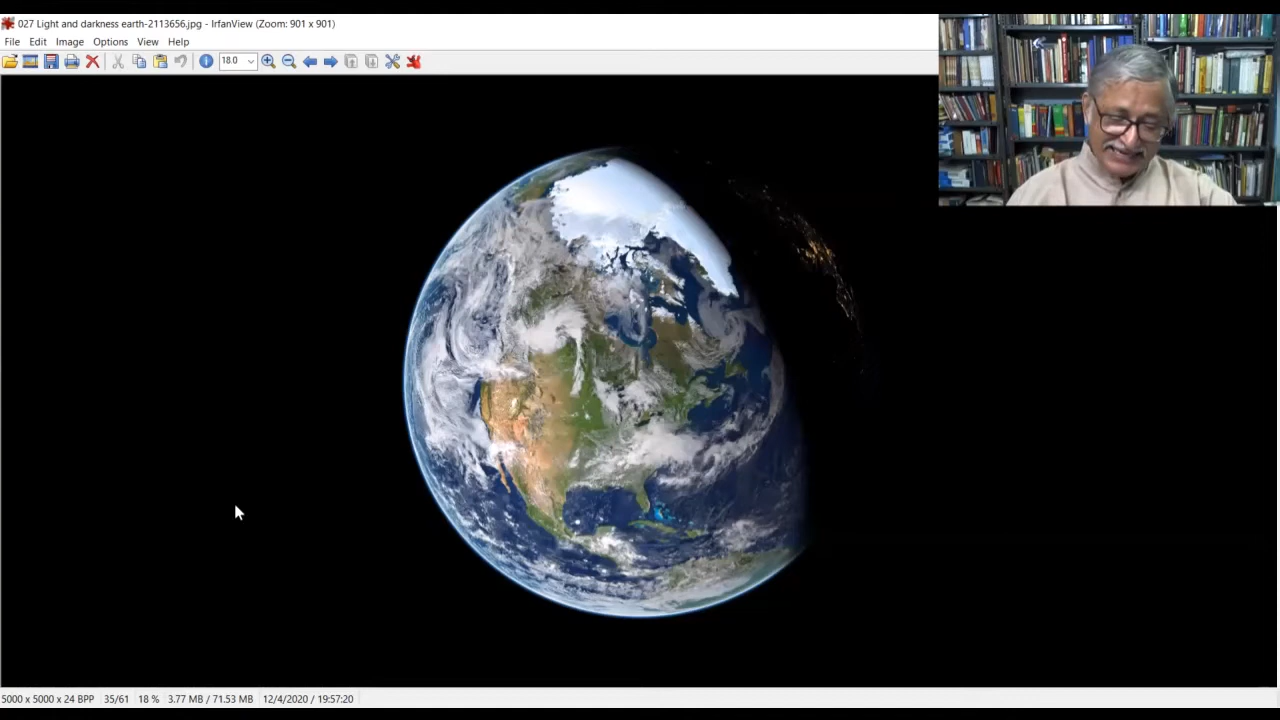 027 Light and darkness earth-2113656.jpg - IrfanView (Zoom: 901 x 901)
File Edit Image Options View Help
18.0
5000 x 5000 x 24 BPP 35/61 18 % 3.77 MB / 71.53 MB 12/4/2020 / 19:57:20